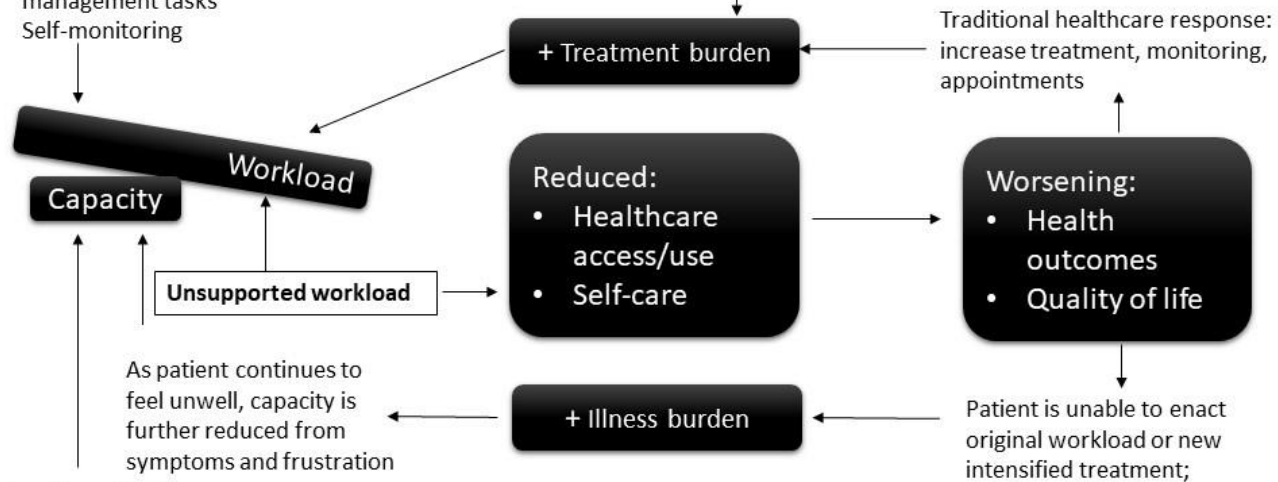 management tasks
Self-monitoring
+ Treatment burden
Traditional healthcare response:
increase treatment, monitoring,
appointments
Workload
Capacity
Unsupported workload
Reduced:
• Healthcare
access/use
• Self-care
Worsening:
• Health
outcomes
• Quality of life
As patient continues to
feel unwell, capacity is
further reduced from
symptoms and frustration
+ Illness burden
Patient is unable to enact
original workload or new
intensified treatment;